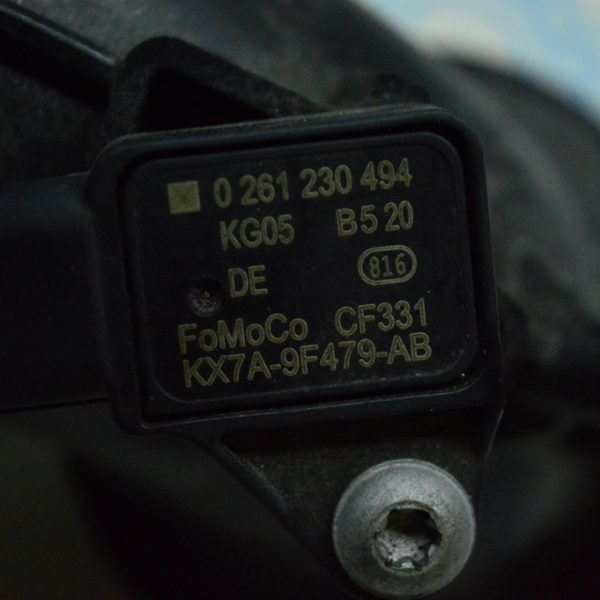 0 261 230 494
KG05 B5 20
DE 816
FoMoCo CF331
KX7A-9F479-AB